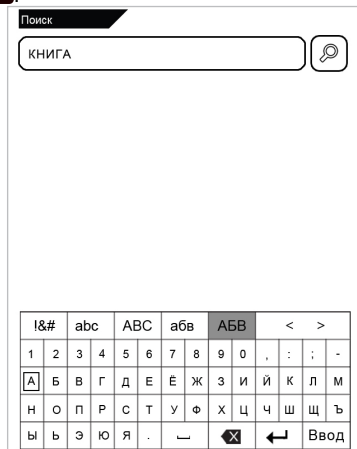 Поиск
КНИГА
!&# abc ABC абв АБВ < >
1 2 3 4 5 6 7 8 9 0 , : ; -
А Б В Г Д Е Ё Ж З И Й К Л М
Н О П Р С Т У Ф Х Ц Ч Ш Щ Ъ
Ы Ь Э Ю Я . Ввод